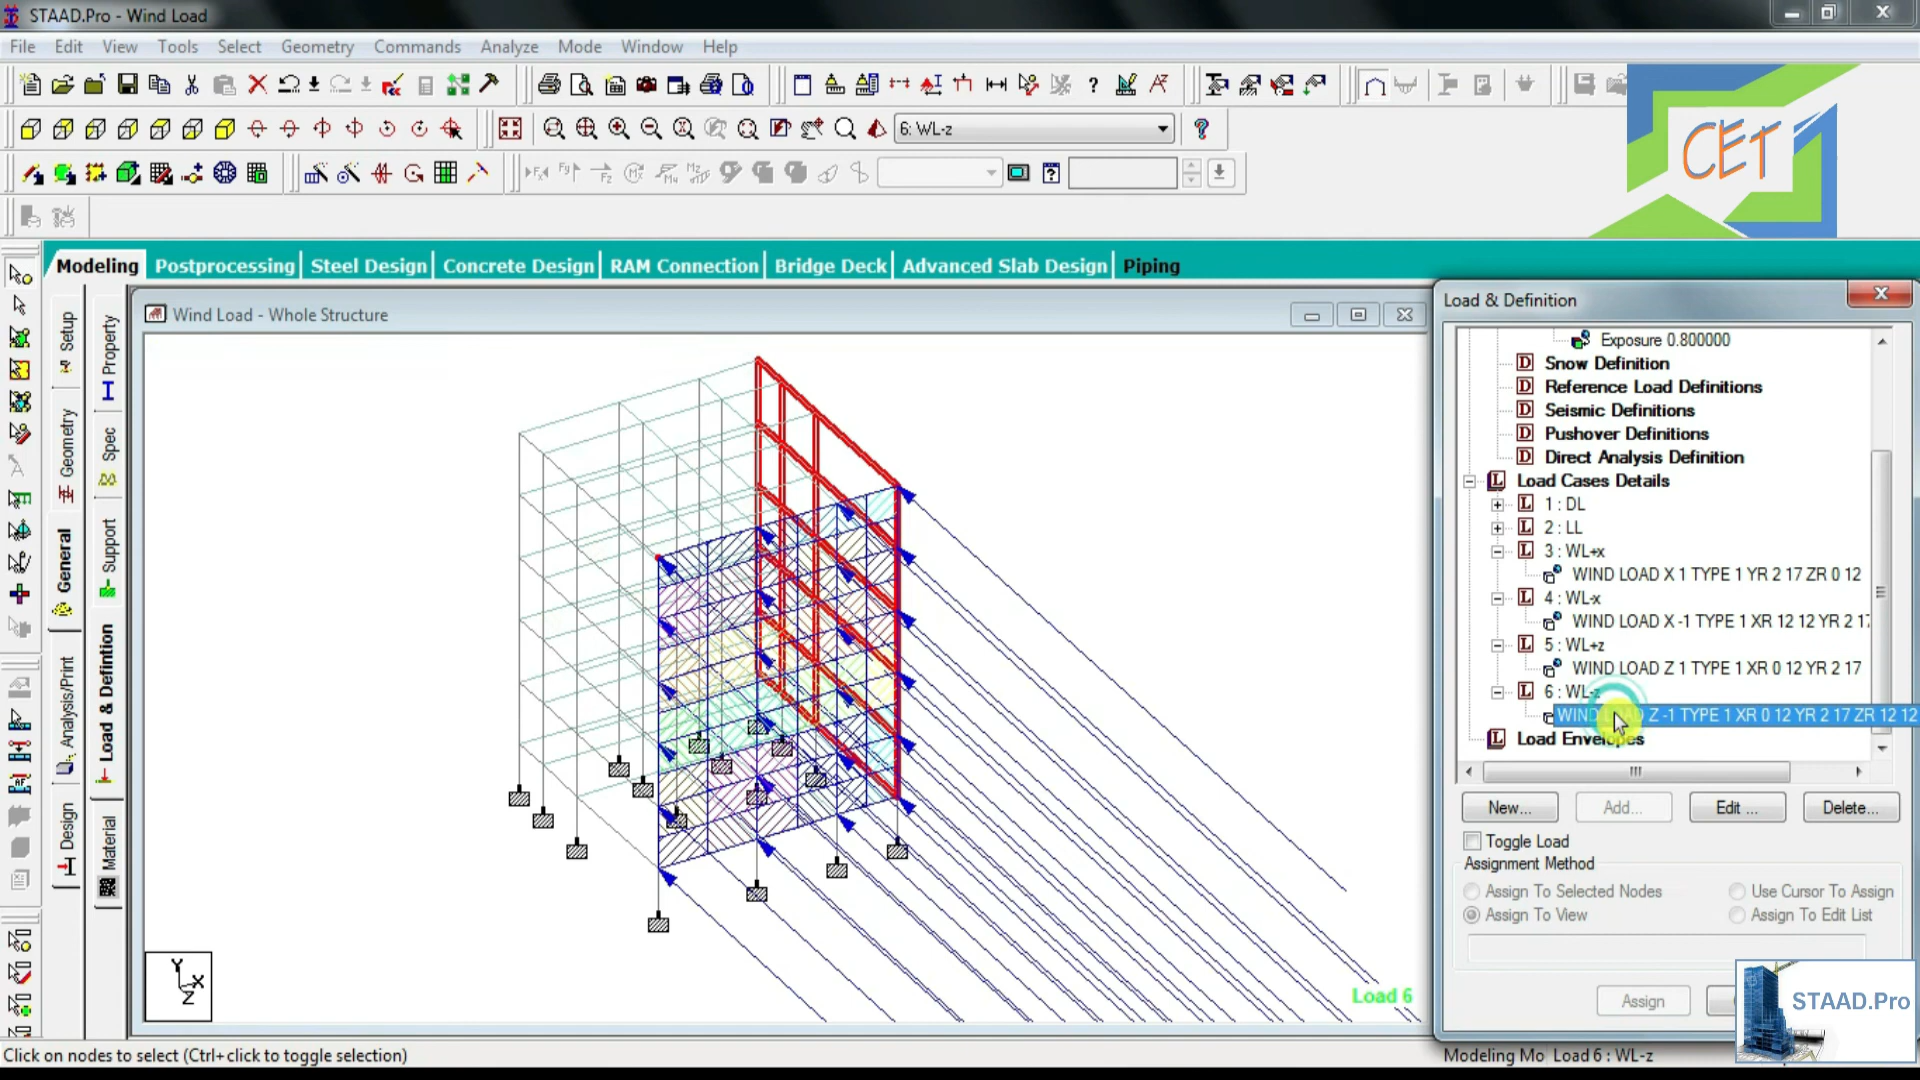 STAAD.Pro - Wind Load
File Edit View Tools Select Geometry Commands Analyze Mode Window Help
CET
6: WL-z
Modeling Postprocessing Steel Design Concrete Design RAM Connection Bridge Deck Advanced Slab Design Piping
Setup
Geometry
General
Analysis/Print
Design
Property
Spec
Support
Load & Definition
Material
Wind Load - Whole Structure
Y
X
Z
Load 6
Load & Definition
Exposure 0.800000
Snow Definition
Reference Load Definitions
Seismic Definitions
Pushover Definitions
Direct Analysis Definition
Load Cases Details
1 : DL
2 : LL
3 : WL+x
WIND LOAD X 1 TYPE 1 YR 2 17 ZR 0 12
4 : WL-x
WIND LOAD X -1 TYPE 1 XR 12 12 YR 2 17
5 : WL+z
WIND LOAD Z 1 TYPE 1 XR 0 12 YR 2 17
6 : WL-z
WIND LOAD Z -1 TYPE 1 XR 0 12 YR 2 17 ZR 12 12
Load Envelopes
New... Add... Edit ... Delete...
Toggle Load
Assignment Method
Assign To Selected Nodes Use Cursor To Assign
Assign To View Assign To Edit List
Assign
STAAD.Pro
Click on nodes to select (Ctrl+click to toggle selection)
Modeling Mo Load 6 : WL-z